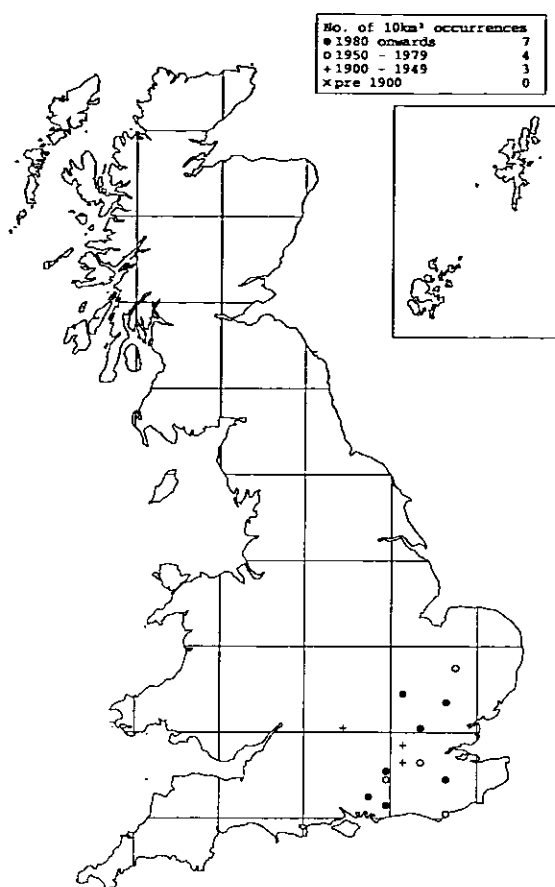 No. of 10km² occurrences
● 1980 onwards 7
o 1950 - 1979 4
+ 1900 - 1949 3
× pre 1900 0